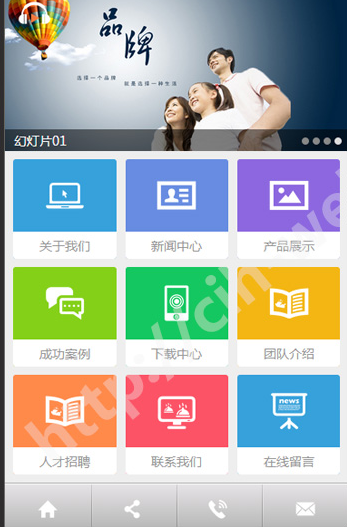 品牌
选择一个品牌
就是选择一种生活
幻灯片01
关于我们
新闻中心
产品展示
成功案例
下载中心
团队介绍
news
人才招聘
联系我们
在线留言